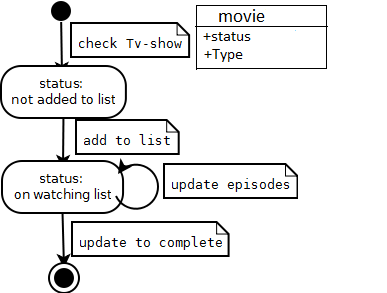 movie
+status
+Type
check Tv-show
status:
not added to list
add to list
status:
on watching list
update episodes
update to complete